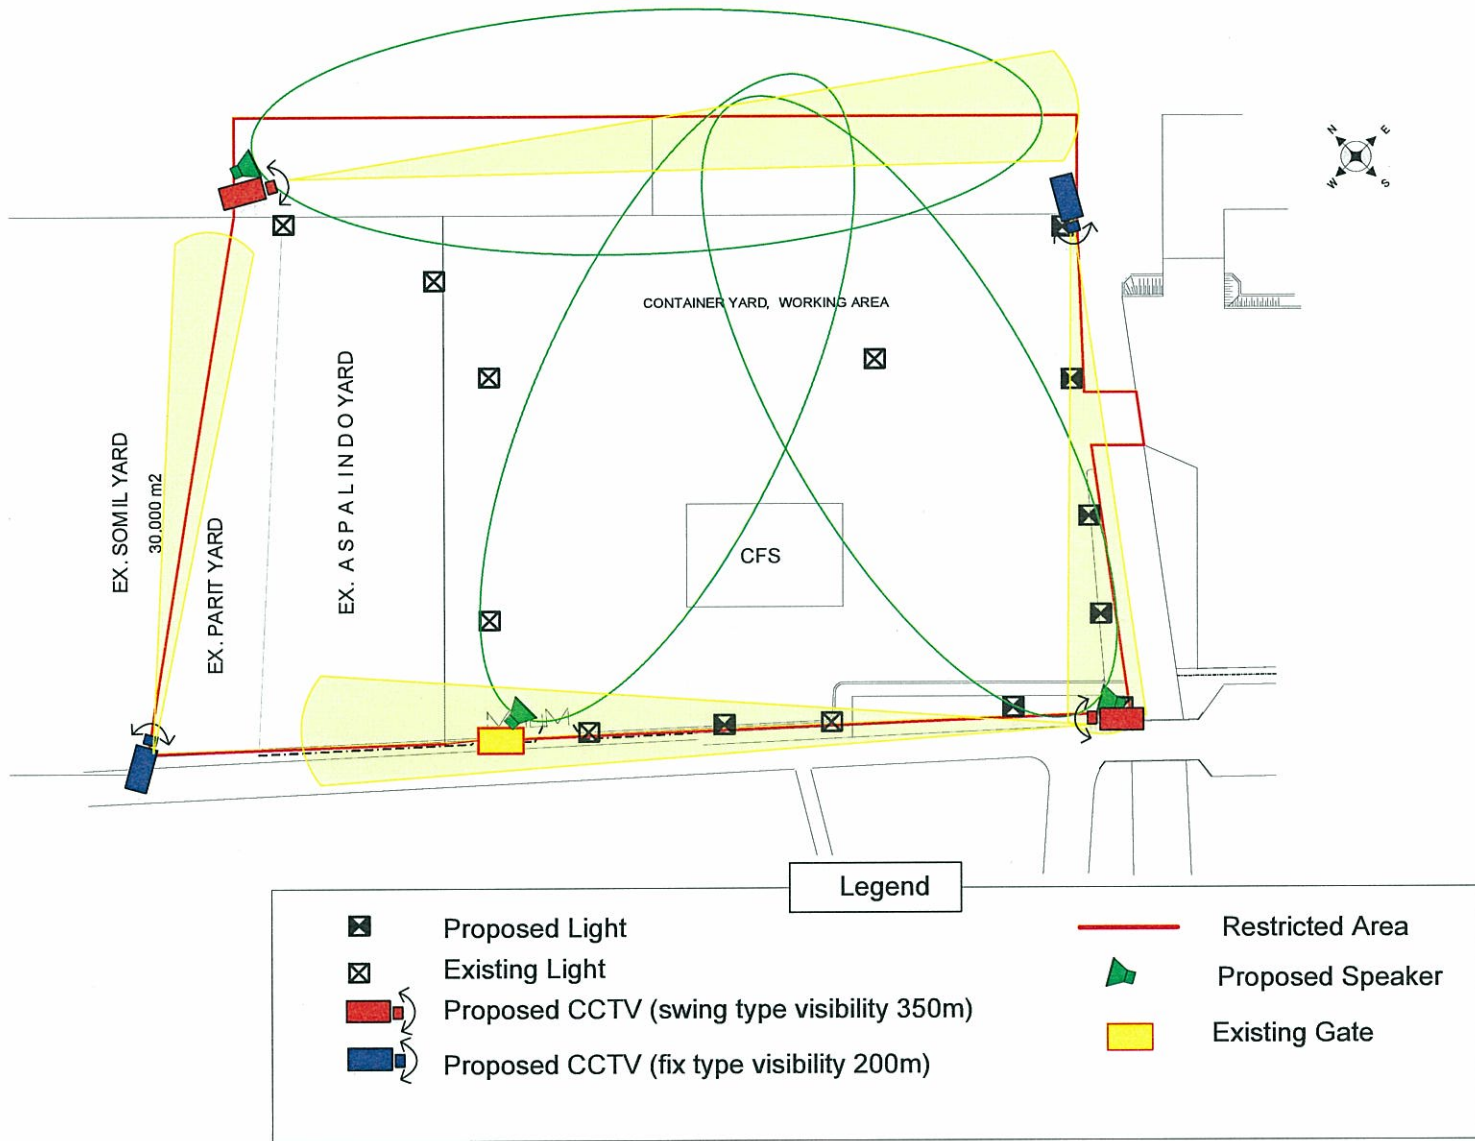 N
E
W
S
CONTAINER YARD, WORKING AREA
EX. SOMIL YARD
30.000 m2
EX. PARIT YARD
EX. ASPALINDO YARD
CFS
Legend
Proposed Light
Existing Light
Proposed CCTV (swing type visibility 350m)
Proposed CCTV (fix type visibility 200m)
Restricted Area
Proposed Speaker
Existing Gate